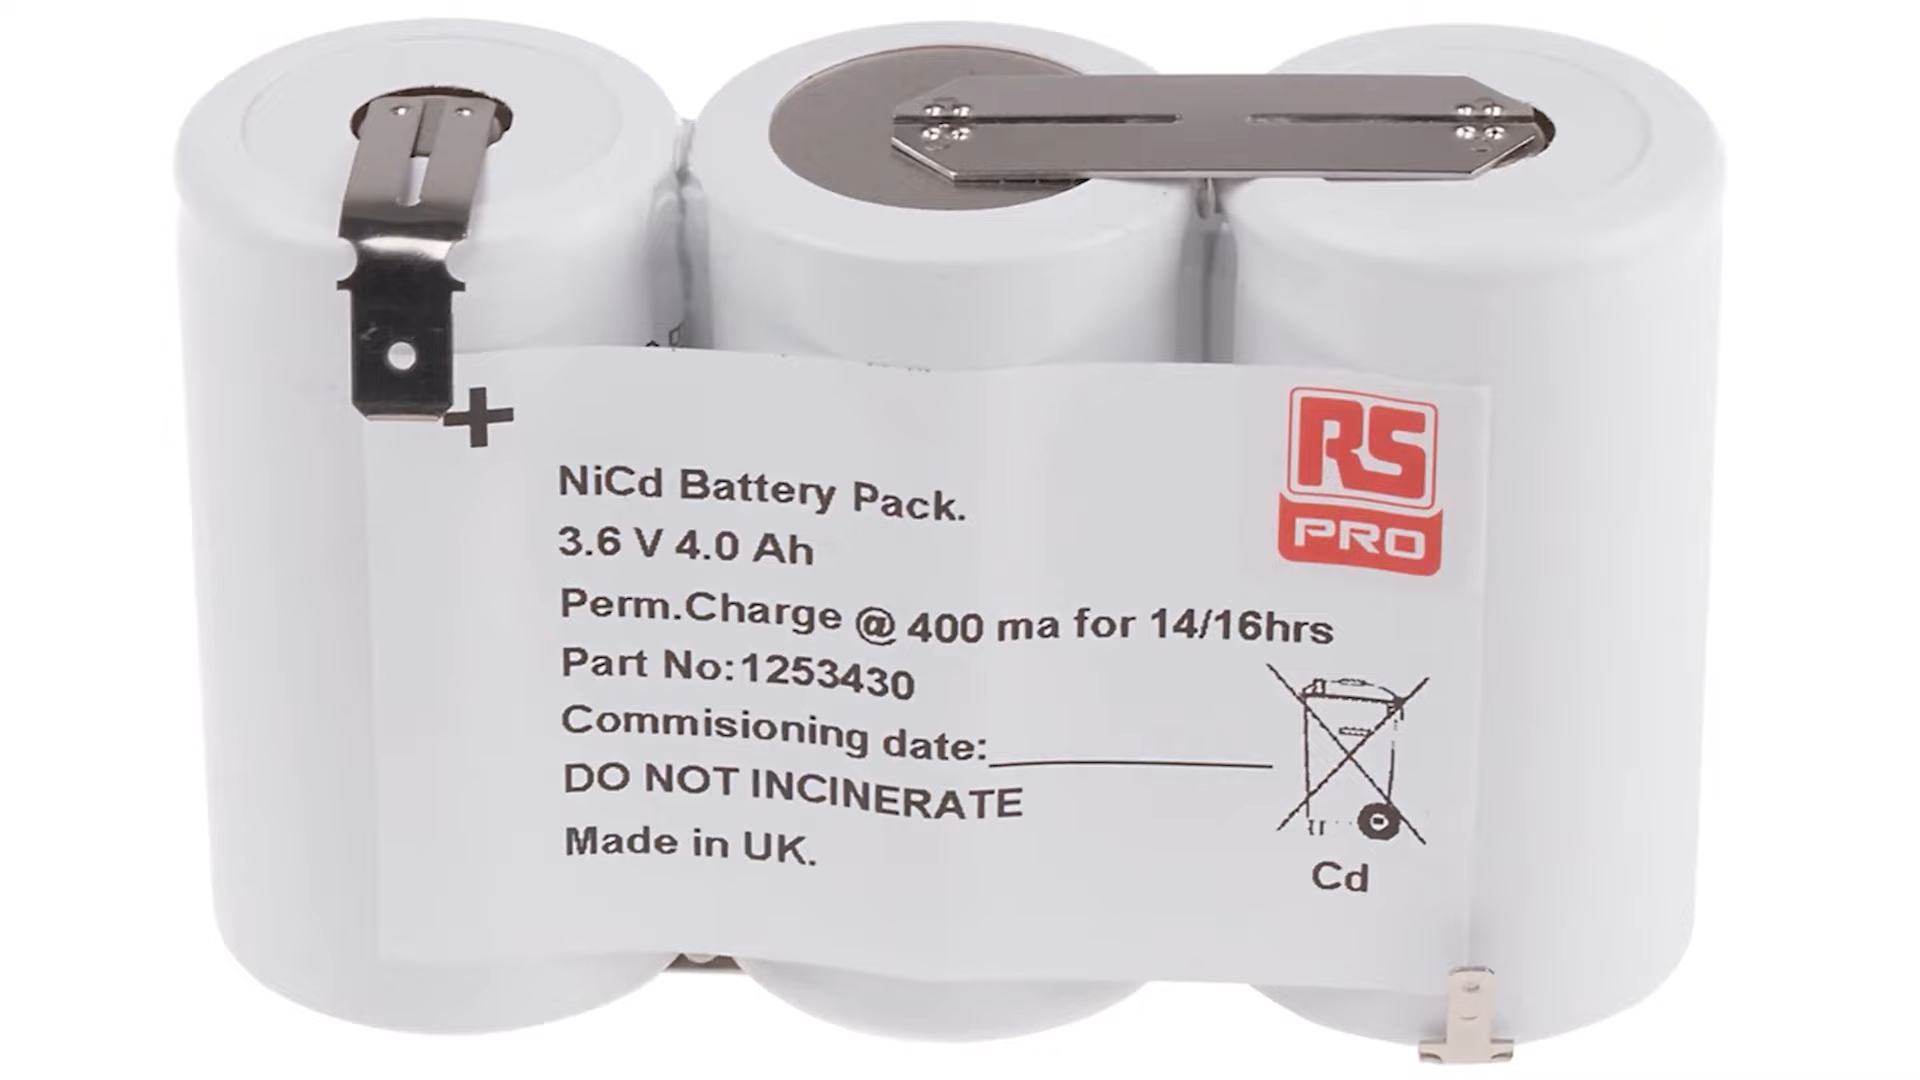 +
RS
PRO
NiCd Battery Pack.
3.6 V 4.0 Ah
Perm.Charge @ 400 ma for 14/16hrs
Part No:1253430
Commisioning date:______________
DO NOT INCINERATE
Made in UK.
Cd